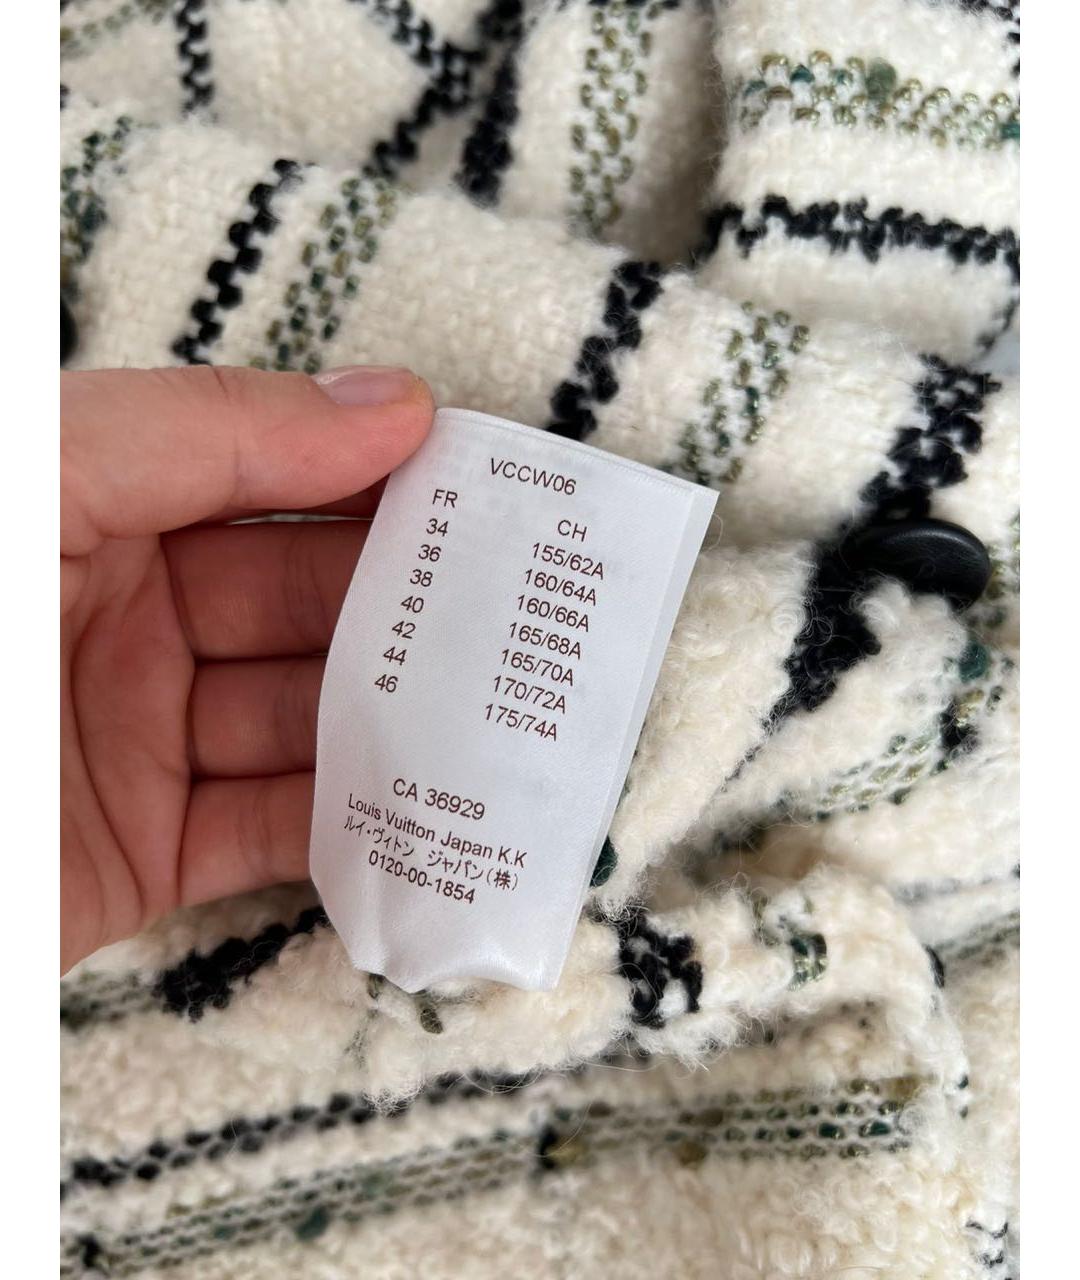 VCCW06
FR CH
34 155/62A
36 160/64A
38 160/66A
40 165/68A
42 165/70A
44 170/72A
46 175/74A
CA 36929
Louis Vuitton Japan K.K
ルイ・ヴィトン ジャパン(株)
0120-00-1854